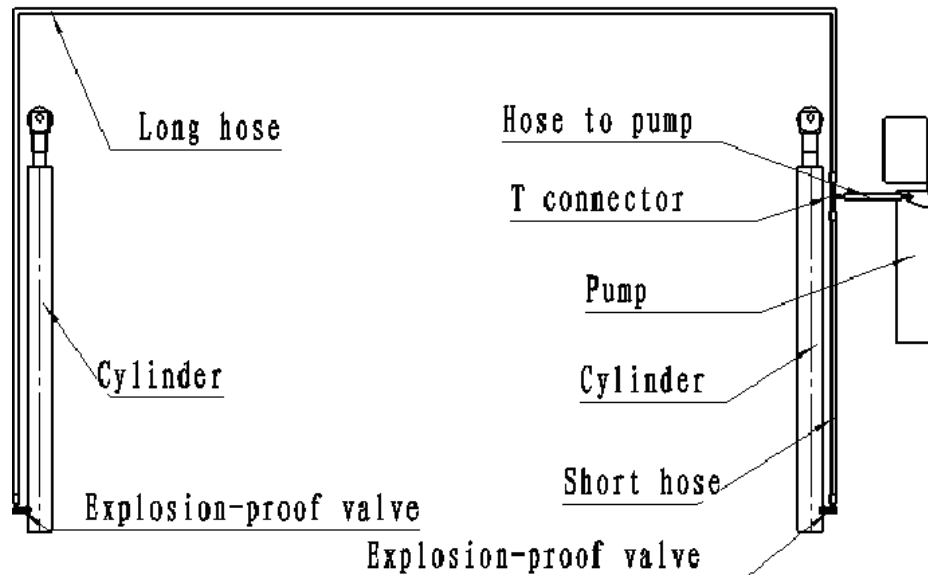 Long hose
Hose to pump
T connector
Pump
Cylinder
Cylinder
Short hose
Explosion-proof valve
Explosion-proof valve